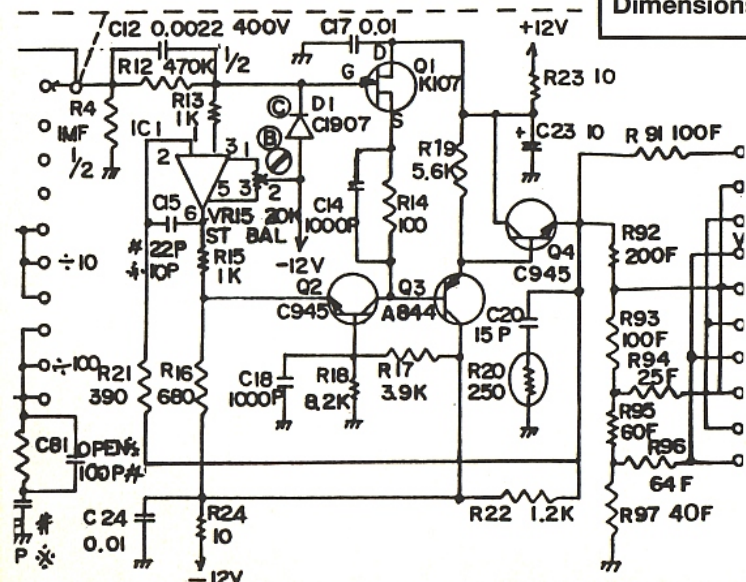 Dimensions
C12 0.0022 400V
C17 0.01
+12V
1/2
R12 470K
D
G
Q1
K107
S
R23 10
R4
1MF
1/2
R13
1K
IC1
C
D1
C1907
B
2
3 1
5 3
2
6
+
C23 10
R 91 100F
R19
5.6K
C15
22P
#
10P
VR15 20K
ST BAL
R15
1K
-12V
C14
1000P
R14
100
Q4
C945
R92
200F
V
÷10
Q2
C945
Q3
A844
C20
15 P
R93
100F
R94
25F
÷100
R21
390
R16
680
C18
1000P
R18
8.2K
R17
3.9K
R20
250
R95
60F
R96
64 F
C81
OPEN※
100P#
#
P ※
C24
0.01
R24
10
-12V
R22 1.2K
R97 40F